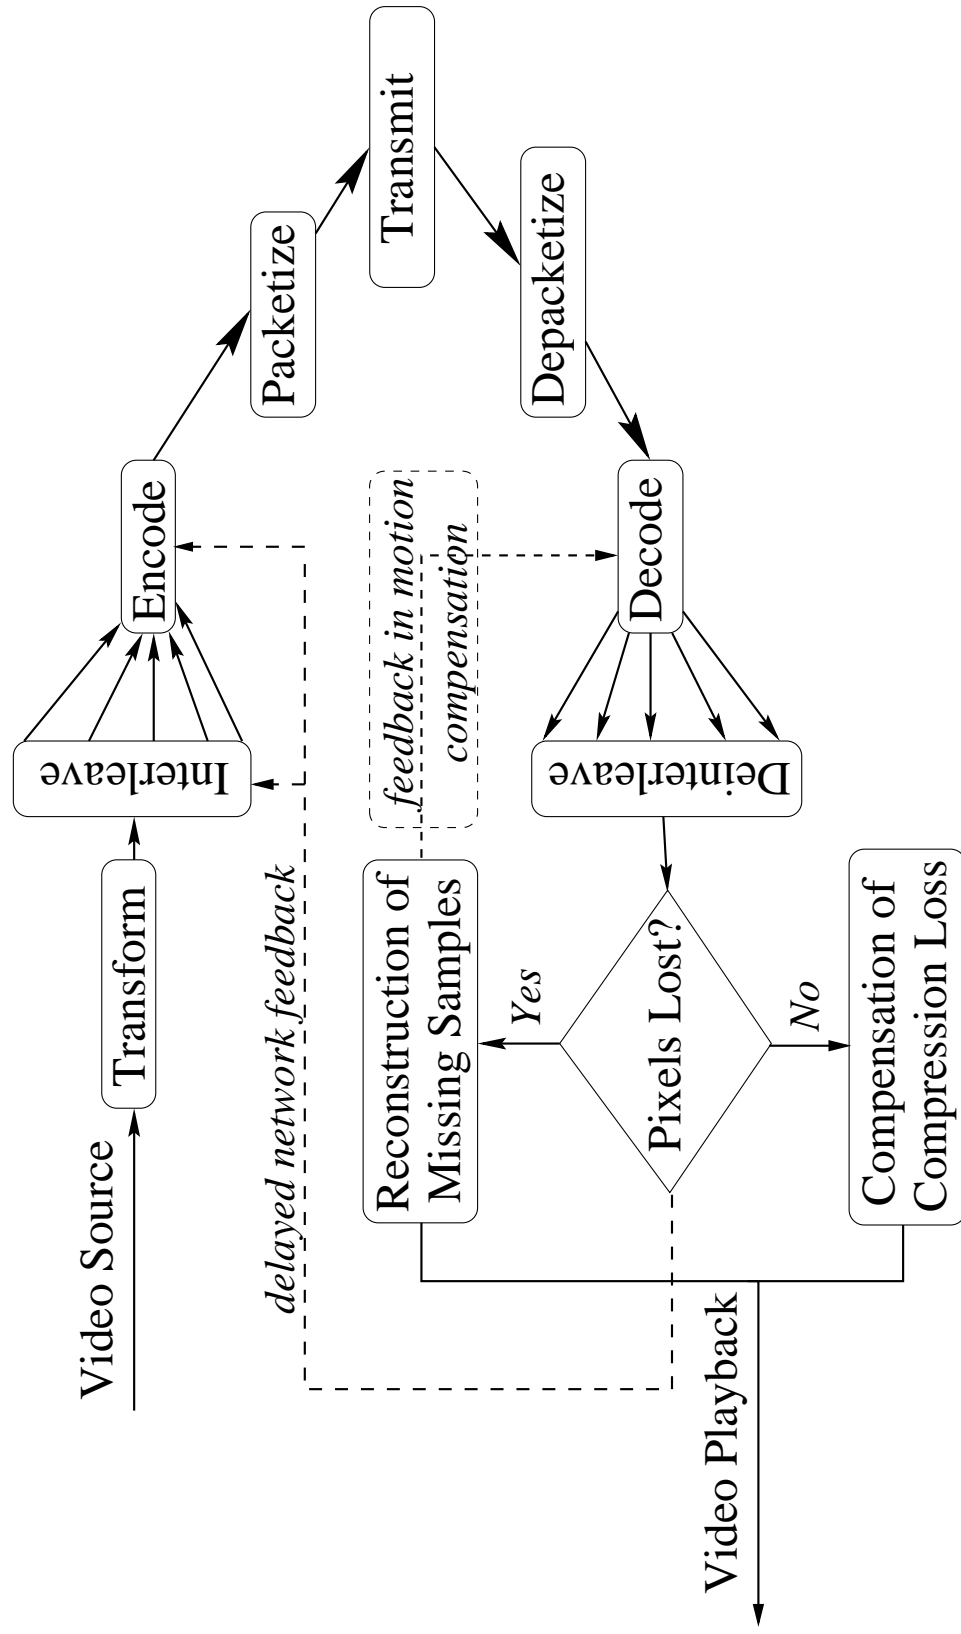 Video Source
Transform
Interleave
Encode
Packetize
Transmit
Depacketize
Decode
Deinterleave
Pixels Lost?
Yes
No
Reconstruction of
Missing Samples
Compensation of
Compression Loss
feedback in motion
compensation
delayed network feedback
Video Playback